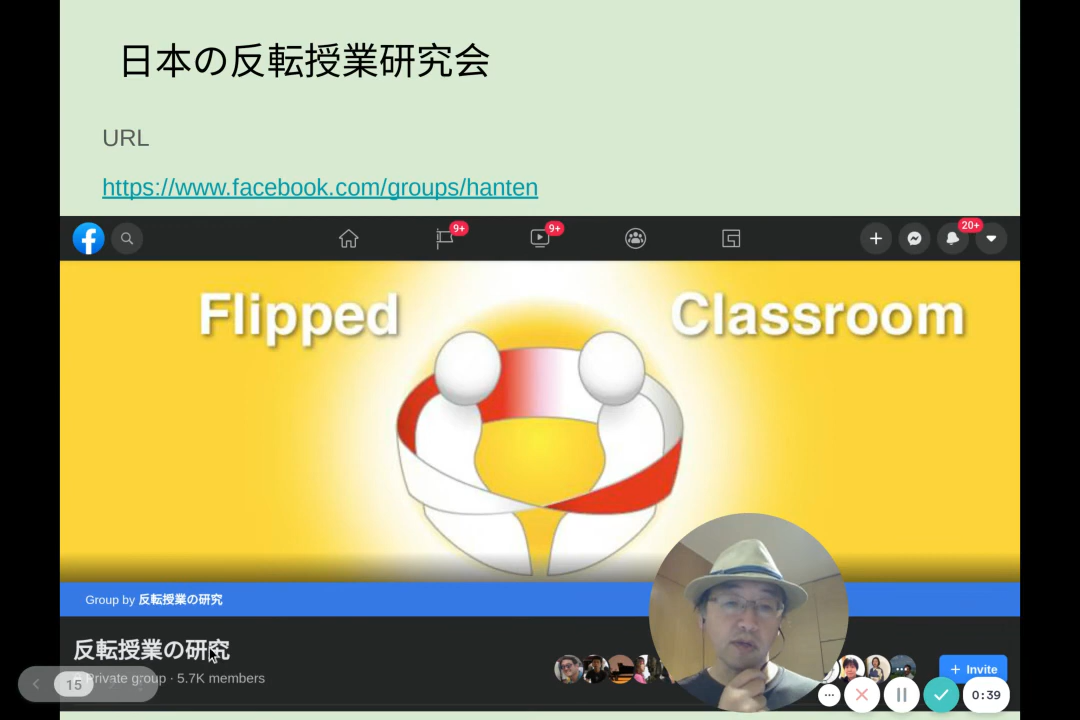 日本の反転授業研究会
URL
https://www.facebook.com/groups/hanten
9+
9+
20+
Flipped Classroom
Group by 反転授業の研究
反転授業の研究
Private group · 5.7K members
+ Invite
15
0:39